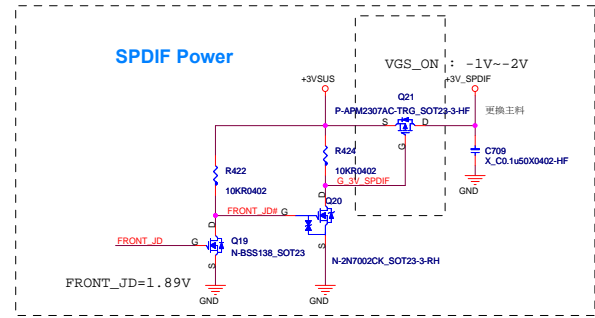 SPDIF Power
VGS_ON : -1V~-2V
+3VSUS
+3V_SPDIF
Q21
P-APM2307AC-TRG_SOT23-3-HF
更換主料
S
D
G
R422
10KR0402
R424
10KR0402
C709
X_C0.1u50X0402-HF
GND
G_3V_SPDIF
D
Q20
FRONT_JD#
G
D
FRONT_JD
G
Q19
N-BSS138_SOT23
S
S
N-2N7002CK_SOT23-3-RH
FRONT_JD=1.89V
GND
GND